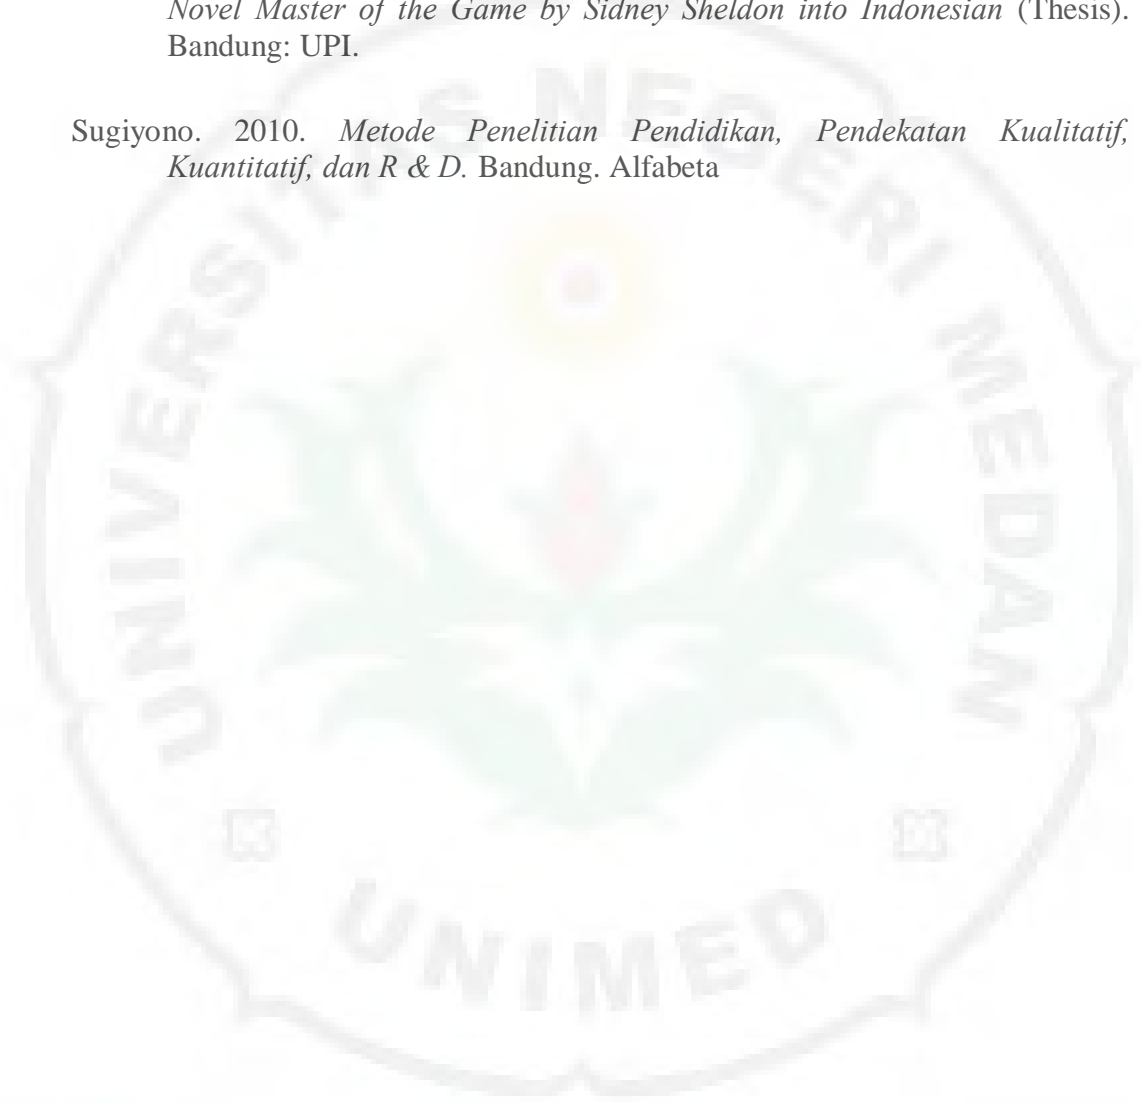 Novel Master of the Game by Sidney Sheldon into Indonesian (Thesis).
Bandung: UPI.
Sugiyono. 2010. Metode Penelitian Pendidikan, Pendekatan Kualitatif,
Kuantitatif, dan R & D. Bandung. Alfabeta
UNIVERSITAS NEGERI MEDAN
UNIMED